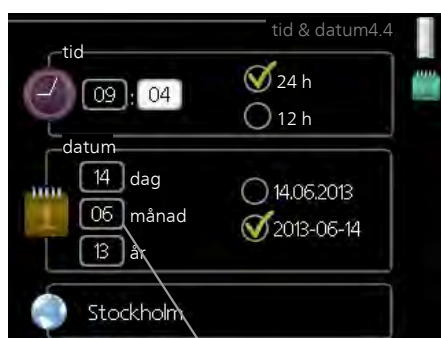 tid & datum4.4
tid
09 : 04
24 h
12 h
datum
14 dag
06 månad
13 år
14.06.2013
2013-06-14
Stockholm